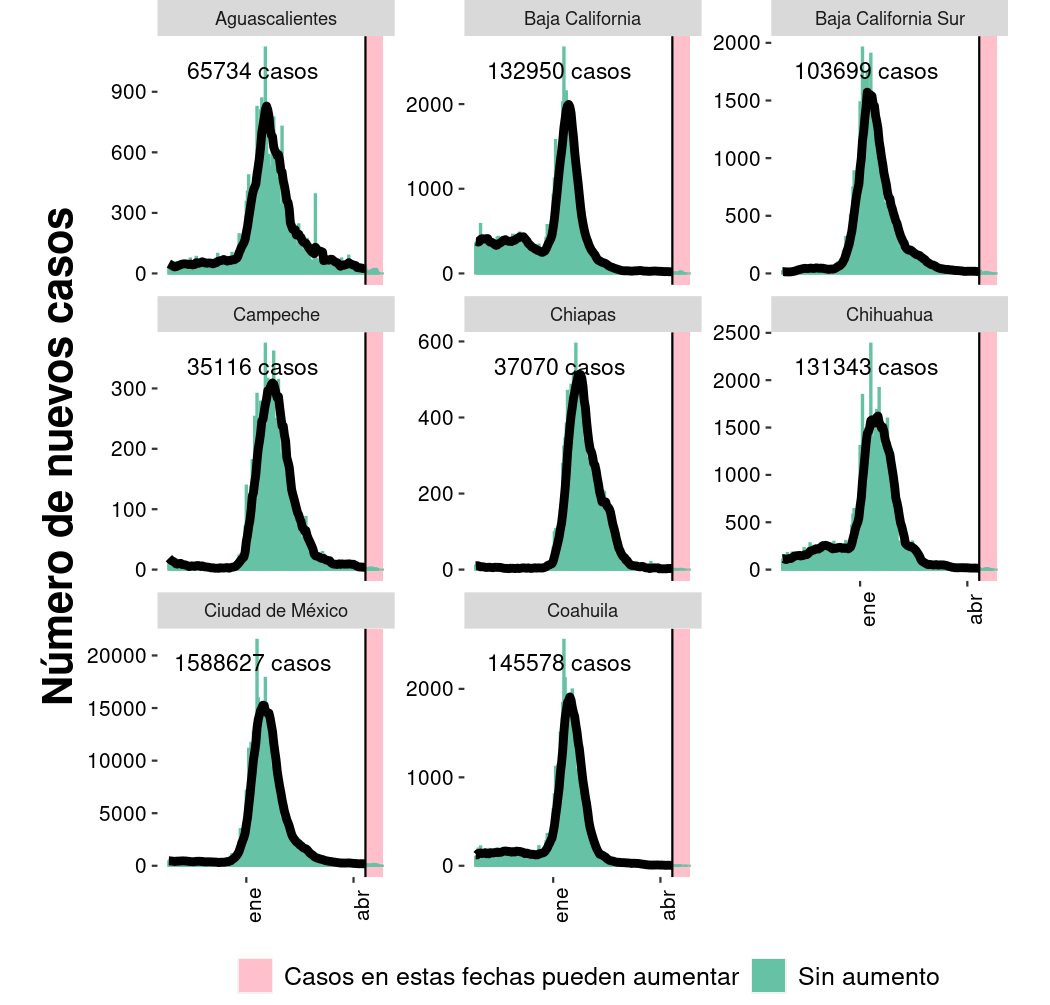 Número de nuevos casos
Aguascalientes
65734 casos
900
600
300
0
Baja California
132950 casos
2000
1000
0
Baja California Sur
103699 casos
2000
1500
1000
500
0
Campeche
35116 casos
300
200
100
0
Chiapas
37070 casos
600
400
200
0
Chihuahua
131343 casos
2500
2000
1500
1000
500
0
ene
abr
Ciudad de México
1588627 casos
20000
15000
10000
5000
0
ene
abr
Coahuila
145578 casos
2000
1000
0
ene
abr
Casos en estas fechas pueden aumentar
Sin aumento